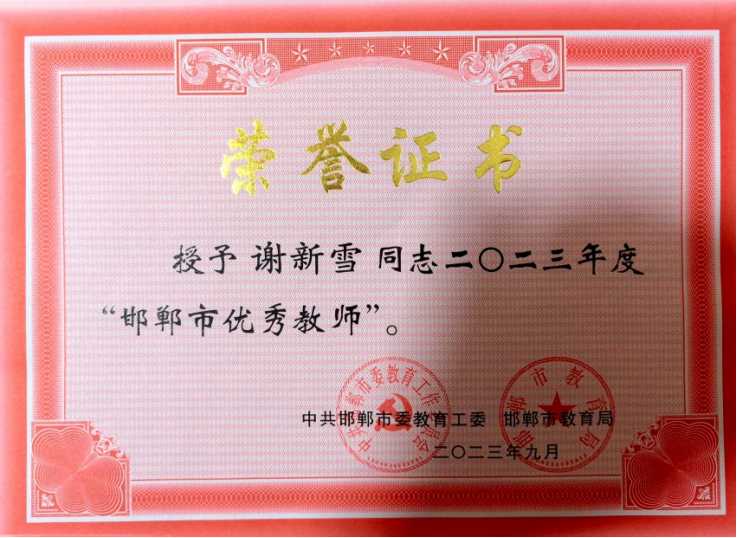 荣誉证书
授予 谢新雪 同志二〇二三年度
“邯郸市优秀教师”。
中共邯郸市委教育工委 邯郸市教育局
二〇二三年九月